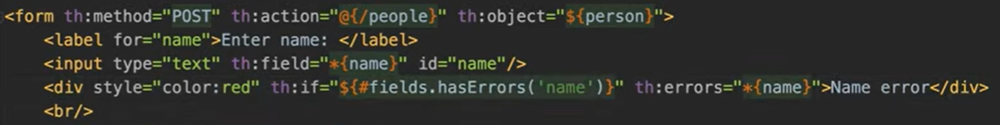 <form th:method="POST" th:action="@{/people}" th:object="${person}">
<label for="name">Enter name: </label>
<input type="text" th:field="*{name}" id="name"/>
<div style="color:red" th:if="${#fields.hasErrors('name')}" th:errors="*{name}">Name error</div>
<br/>